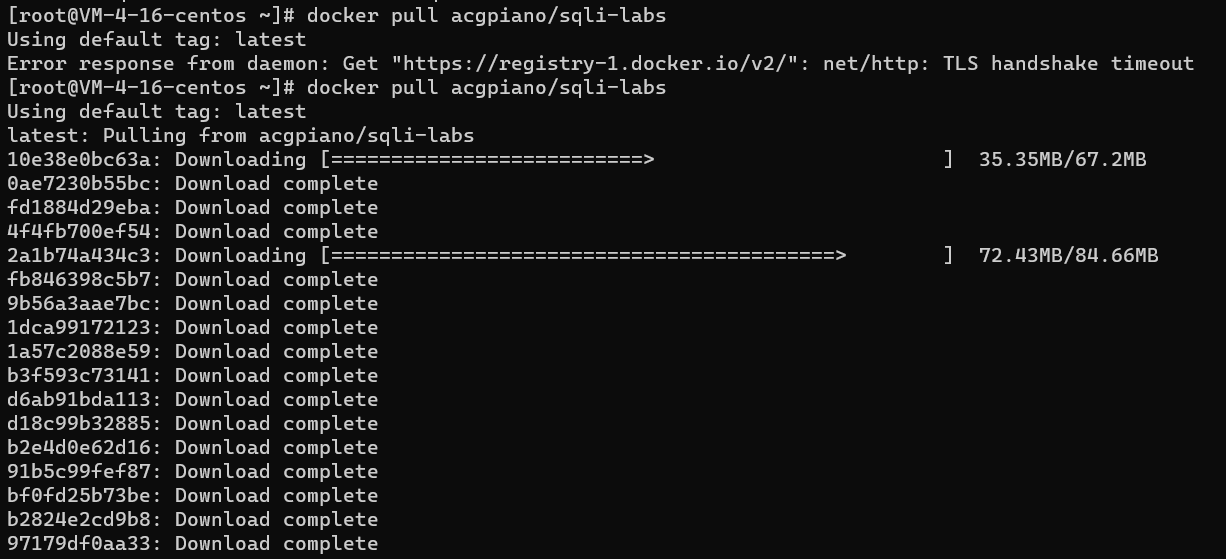 [root@VM-4-16-centos ~]# docker pull acgpiano/sqli-labs
Using default tag: latest
Error response from daemon: Get "https://registry-1.docker.io/v2/": net/http: TLS handshake timeout
[root@VM-4-16-centos ~]# docker pull acgpiano/sqli-labs
Using default tag: latest
latest: Pulling from acgpiano/sqli-labs
10e38e0bc63a: Downloading [==========================>                        ]  35.35MB/67.2MB
0ae7230b55bc: Download complete
fd1884d29eba: Download complete
4f4fb700ef54: Download complete
2a1b74a434c3: Downloading [==========================================>        ]  72.43MB/84.66MB
fb846398c5b7: Download complete
9b56a3aae7bc: Download complete
1dca99172123: Download complete
1a57c2088e59: Download complete
b3f593c73141: Download complete
d6ab91bda113: Download complete
d18c99b32885: Download complete
b2e4d0e62d16: Download complete
91b5c99fef87: Download complete
bf0fd25b73be: Download complete
b2824e2cd9b8: Download complete
97179df0aa33: Download complete